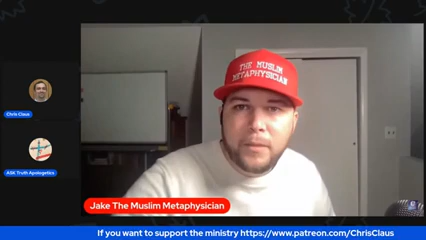 THE MUSLIM
METAPHYSICIAN
Chris Claus
ASK Truth Apologetics
Jake The Muslim Metaphysician
If you want to support the ministry https://www.patreon.com/ChrisClaus